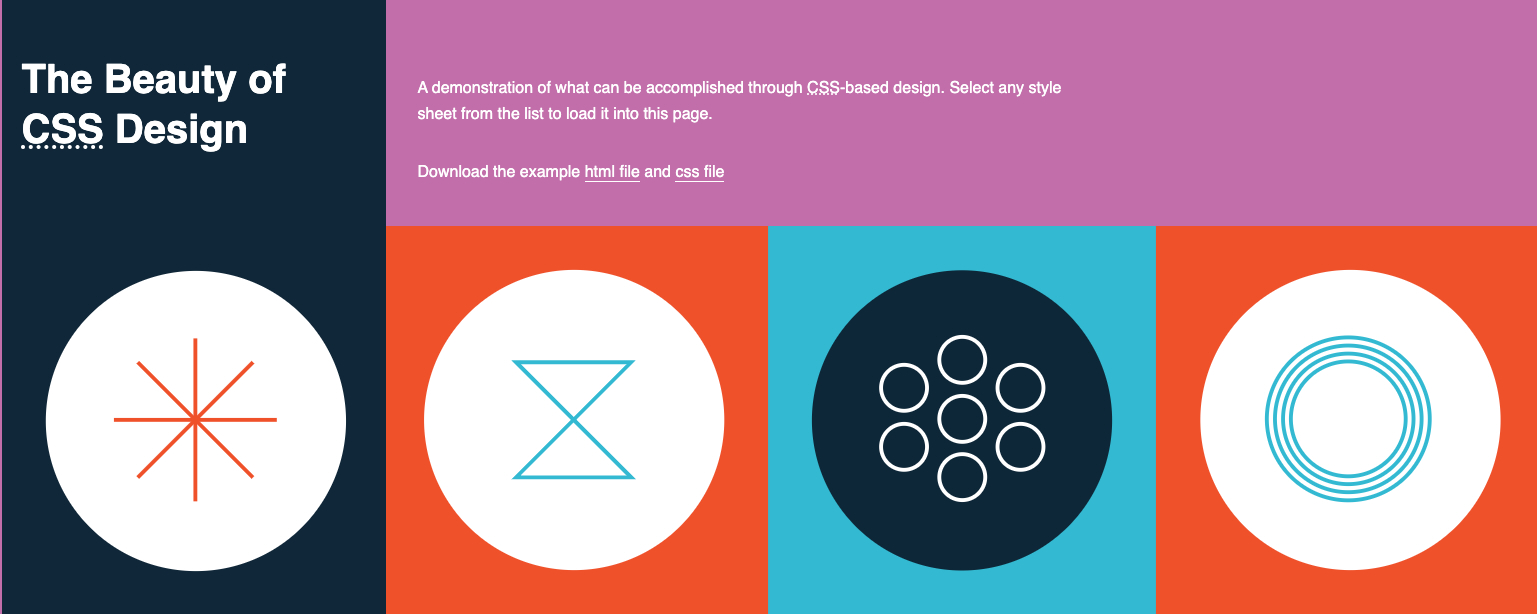 The Beauty of
CSS Design
A demonstration of what can be accomplished through CSS-based design. Select any style
sheet from the list to load it into this page.
Download the example html file and css file